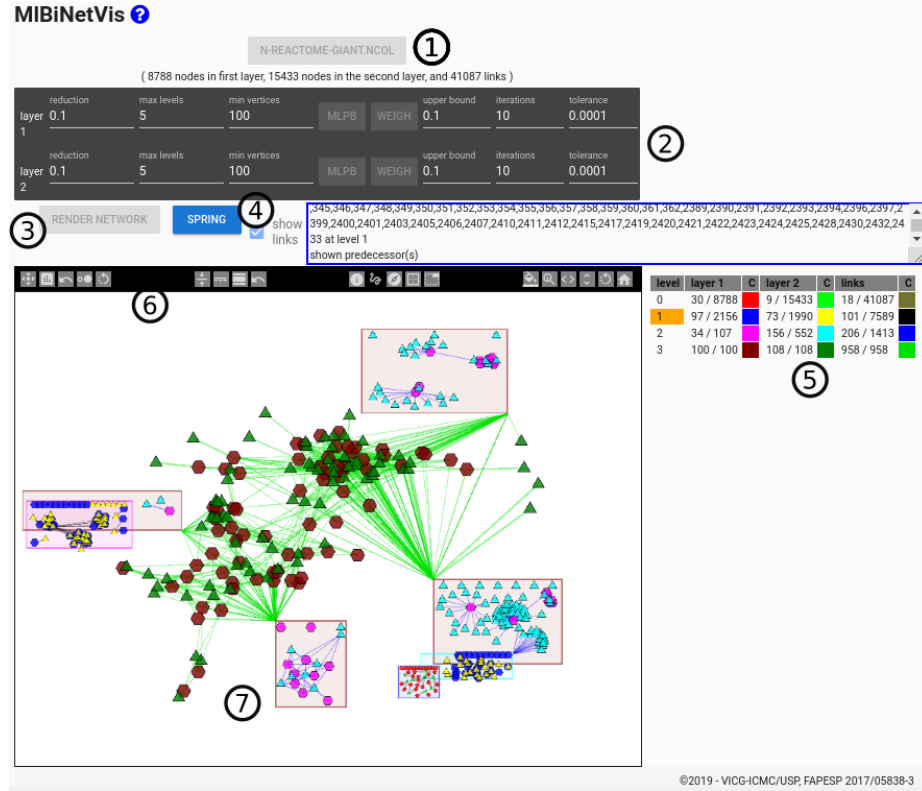 MIBiNetVis ?
N-REACTOME-GIANT.NCOL 1
( 8788 nodes in first layer, 15433 nodes in the second layer, and 41087 links )
reduction max levels min vertices upper bound iterations tolerance
layer 1 0.1 5 100 MLPB WEIGH 0.1 10 0.0001
2
reduction max levels min vertices upper bound iterations tolerance
layer 2 0.1 5 100 MLPB WEIGH 0.1 10 0.0001
3 RENDER NETWORK SPRING 4 show links
,345,346,347,348,349,350,351,352,353,354,355,356,357,358,359,360,361,362,2389,2390,2391,2392,2393,2394,2396,2397,2
399,2400,2401,2403,2405,2406,2407,2410,2411,2412,2415,2417,2419,2420,2421,2422,2423,2425,2428,2430,2432,24
33 at level 1
shown predecessor(s)
6
level layer 1 C layer 2 C links C
0 30 / 8788 9 / 15433 18 / 41087
1 97 / 2156 73 / 1990 101 / 7589
2 34 / 107 156 / 552 206 / 1413
3 100 / 100 108 / 108 958 / 958
5
7
©2019 - VICG-ICMC/USP, FAPESP 2017/05838-3